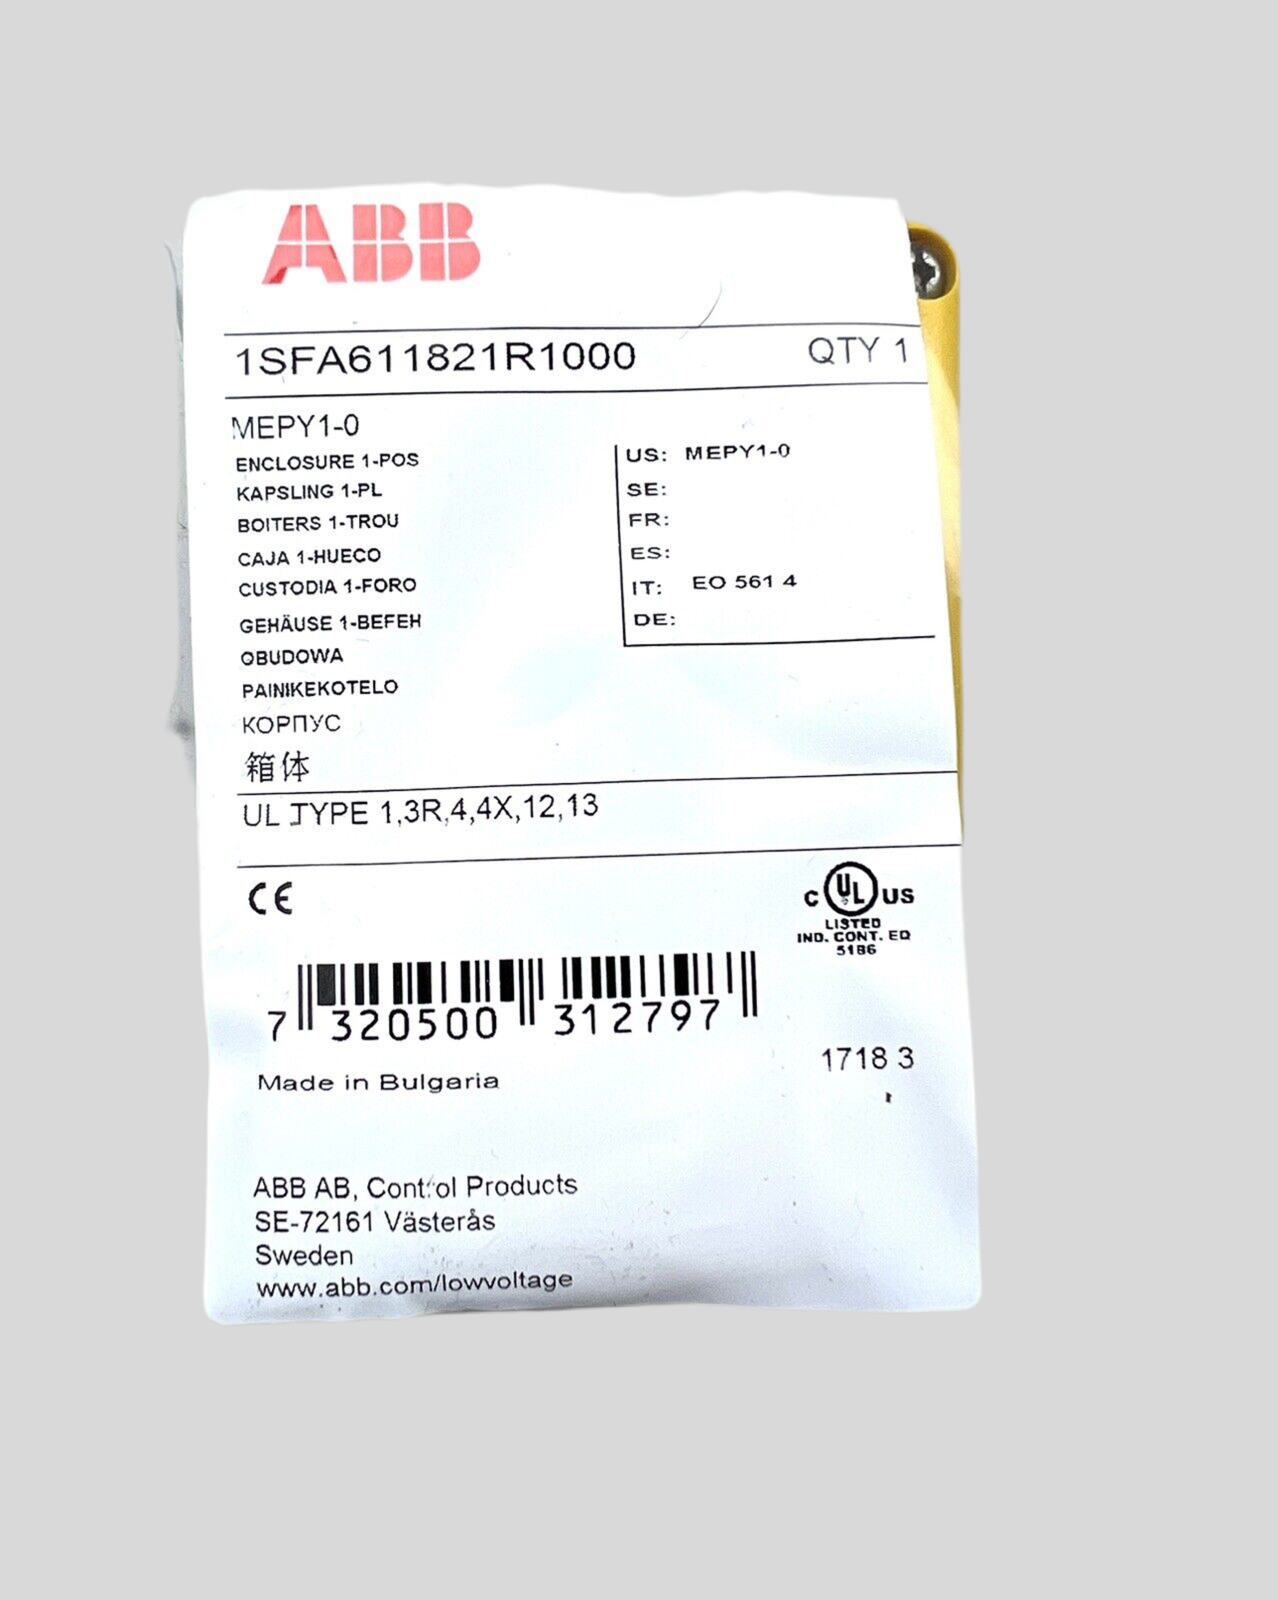 ABB
1SFA611821R1000 QTY 1
MEPY1-0
ENCLOSURE 1-POS
KAPSLING 1-PL
BOITERS 1-TROU
CAJA 1-HUECO
CUSTODIA 1-FORO
GEHÄUSE 1-BEFEH
OBUDOWA
PAINIKEKOTELO
КОРПУС
箱体
US: MEPY1-0
SE:
FR:
ES:
IT: EO 561 4
DE:
UL TYPE 1,3R,4,4X,12,13
CE
C UL US
LISTED
IND. CONT. EQ
51B6
7 320500 312797
1718 3
Made in Bulgaria
ABB AB, Control Products
SE-72161 Västerås
Sweden
www.abb.com/lowvoltage